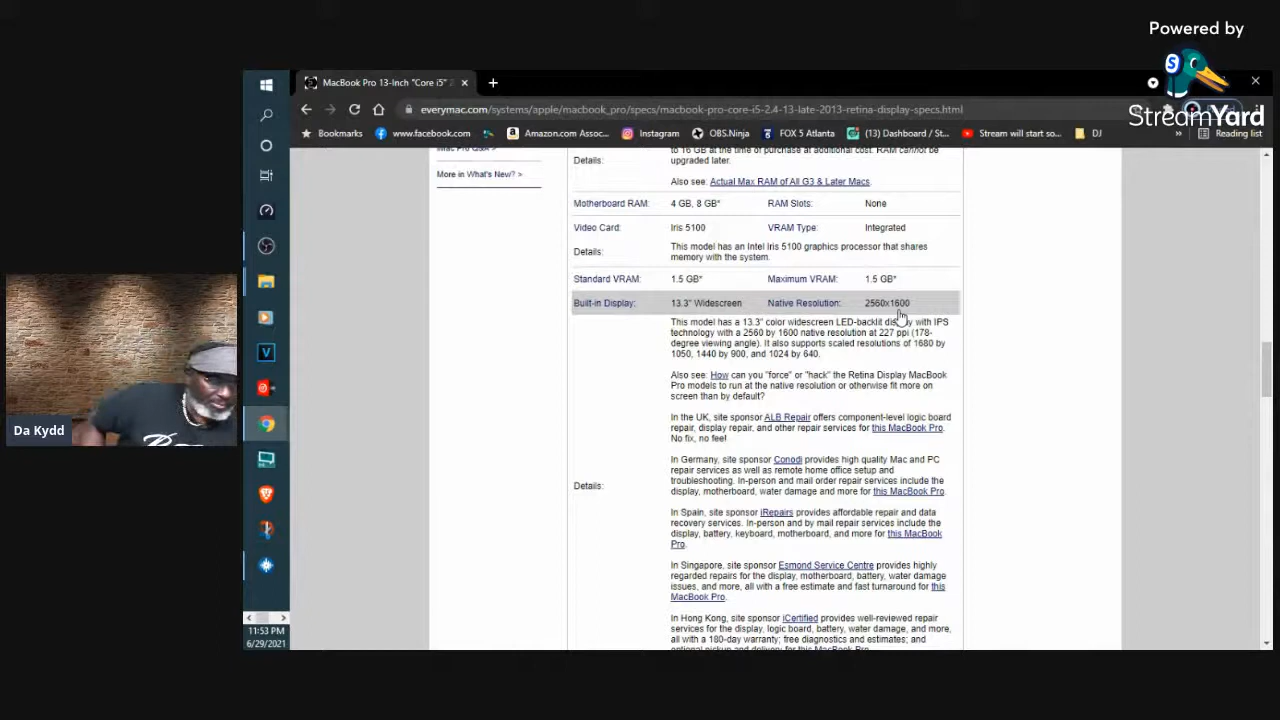 Powered by
StreamYard
MacBook Pro 13-Inch "Core i5"
everymac.com/systems/apple/macbook_pro/specs/macbook-pro-core-i5-2.4-13-late-2013-retina-display-specs.html
Bookmarks
www.facebook.com
Amazon.com Assoc...
Instagram
OBS.Ninja
FOX 5 Atlanta
(13) Dashboard / St...
Stream will start so...
DJ
Reading list
More in What's New? >
to 16 GB at the time of purchase at additional cost. RAM cannot be
upgraded later.
Details:
Also see: Actual Max RAM of All G3 & Later Macs.
Motherboard RAM: 4 GB, 8 GB* RAM Slots: None
Video Card: Iris 5100 VRAM Type: Integrated
Details:
This model has an Intel Iris 5100 graphics processor that shares
memory with the system.
Standard VRAM: 1.5 GB* Maximum VRAM: 1.5 GB*
Built-in Display: 13.3" Widescreen Native Resolution: 2560x1600
This model has a 13.3" color widescreen LED-backlit display with IPS
technology with a 2560 by 1600 native resolution at 227 ppi (178-
degree viewing angle). It also supports scaled resolutions of 1680 by
1050, 1440 by 900, and 1024 by 640.
Also see: How can you "force" or "hack" the Retina Display MacBook
Pro models to run at the native resolution or otherwise fit more on
screen than by default?
In the UK, site sponsor ALB Repair offers component-level logic board
repair, display repair, and other repair services for this MacBook Pro.
No fix, no fee!
In Germany, site sponsor Conodi provides high quality Mac and PC
repair services as well as remote home office setup and
troubleshooting. In-person and mail order repair services include the
display, motherboard, water damage and more for this MacBook Pro.
Details:
In Spain, site sponsor iRepairs provides affordable repair and data
recovery services. In-person and by mail repair services include the
display, battery, keyboard, motherboard, and more for this MacBook
Pro.
In Singapore, site sponsor Esmond Service Centre provides highly
regarded repairs for the display, motherboard, battery, water damage
issues, and more, all with a free estimate and fast turnaround for this
MacBook Pro.
In Hong Kong, site sponsor iCertified provides well-reviewed repair
services for the display, logic board, battery, water damage, and more,
all with a 180-day warranty; free diagnostics and estimates; and
optional pickup and delivery for this MacBook Pro.
Da Kydd
11:53 PM
6/29/2021